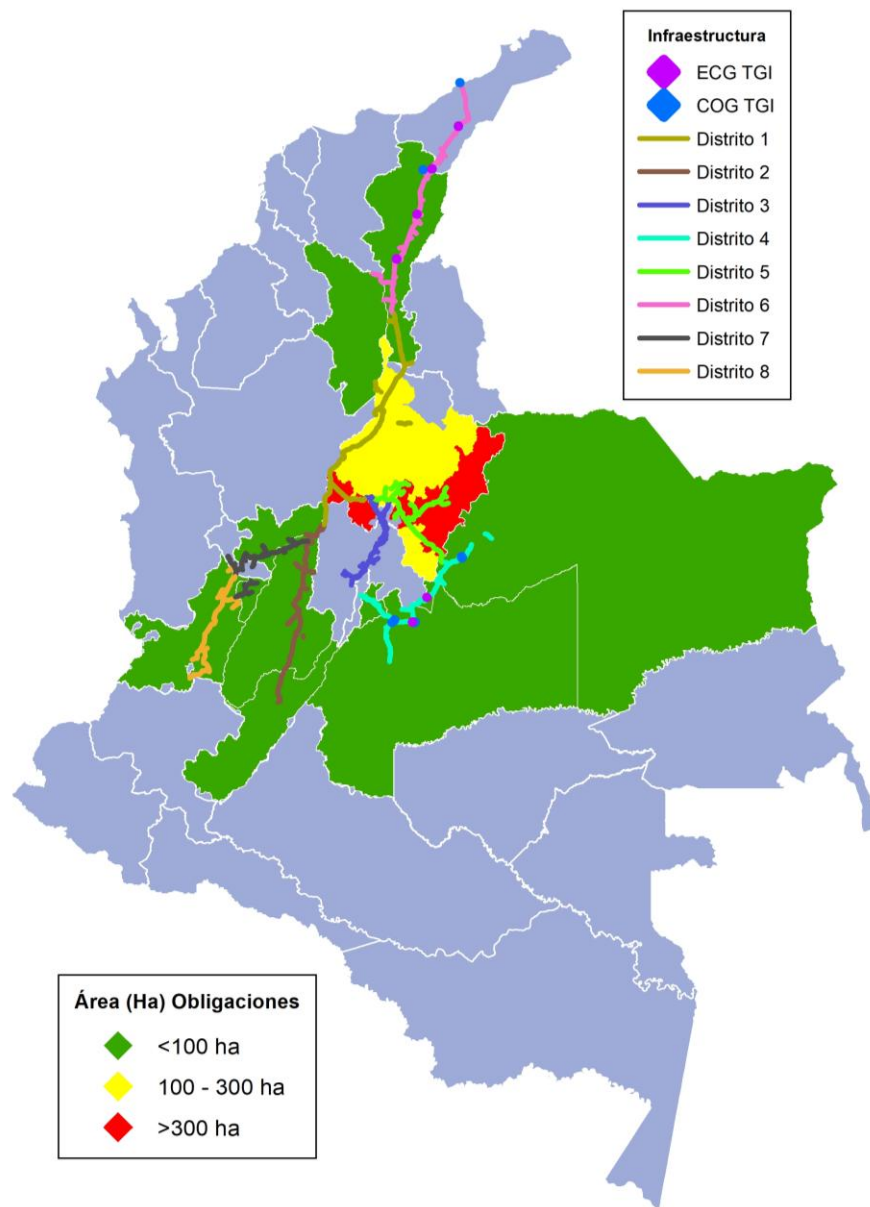 Infraestructura
ECG TGI
COG TGI
Distrito 1
Distrito 2
Distrito 3
Distrito 4
Distrito 5
Distrito 6
Distrito 7
Distrito 8
Área (Ha) Obligaciones
<100 ha
100 - 300 ha
>300 ha